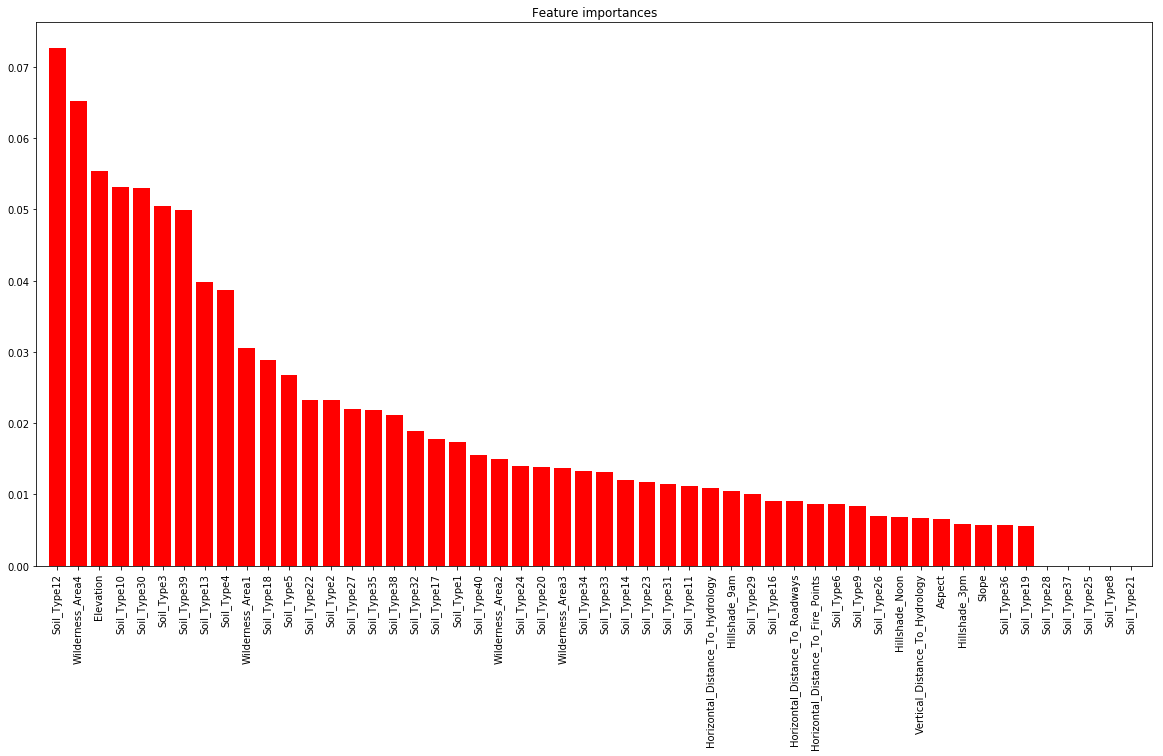 Feature importances
0.07
0.06
0.05
0.04
0.03
0.02
0.01
0.00
Soil_Type12
Wilderness_Area4
Elevation
Soil_Type10
Soil_Type30
Soil_Type3
Soil_Type39
Soil_Type13
Soil_Type4
Wilderness_Area1
Soil_Type18
Soil_Type5
Soil_Type22
Soil_Type2
Soil_Type27
Soil_Type35
Soil_Type38
Soil_Type32
Soil_Type17
Soil_Type1
Soil_Type40
Wilderness_Area2
Soil_Type24
Soil_Type20
Wilderness_Area3
Soil_Type34
Soil_Type33
Soil_Type14
Soil_Type23
Soil_Type31
Soil_Type11
Horizontal_Distance_To_Hydrology
Hillshade_9am
Soil_Type29
Soil_Type16
Horizontal_Distance_To_Roadways
Horizontal_Distance_To_Fire_Points
Soil_Type6
Soil_Type9
Soil_Type26
Hillshade_Noon
Vertical_Distance_To_Hydrology
Aspect
Hillshade_3pm
Slope
Soil_Type36
Soil_Type19
Soil_Type28
Soil_Type37
Soil_Type25
Soil_Type8
Soil_Type21